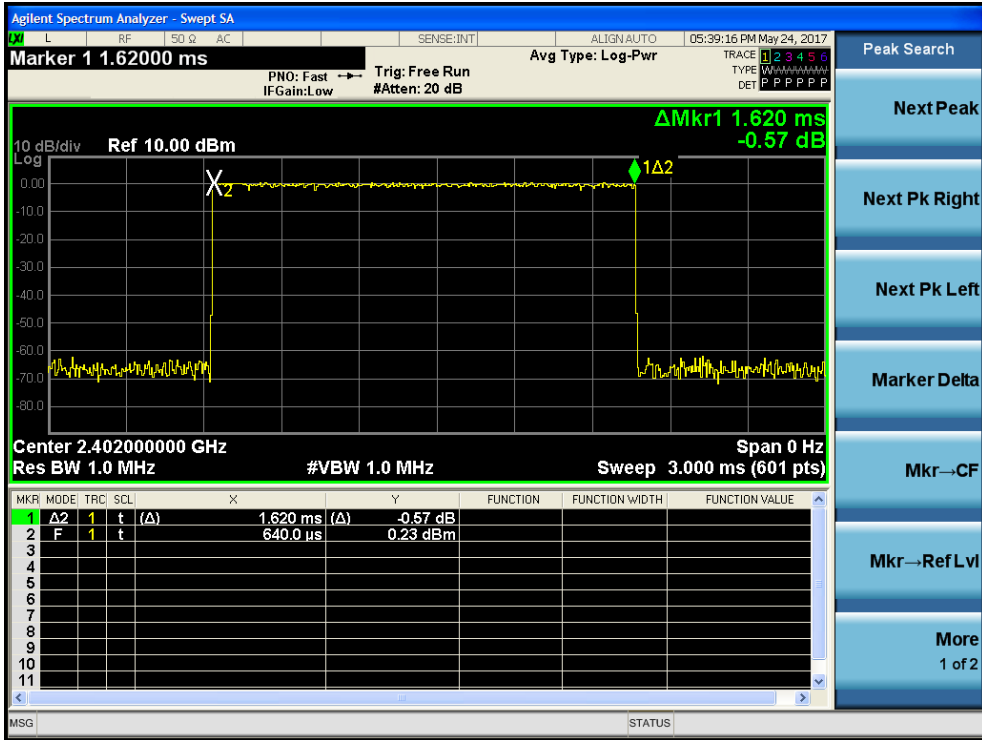 Agilent Spectrum Analyzer - Swept SA
LXI L RF 50 Ω AC SENSE:INT ALIGN AUTO 05:39:16 PM May 24, 2017
Marker 1 1.62000 ms
PNO: Fast
IFGain:Low
Trig: Free Run
#Atten: 20 dB
Avg Type: Log-Pwr
TRACE 1 2 3 4 5 6
TYPE WWWWWW
DET P P P P P P
Peak Search
Next Peak
Next Pk Right
Next Pk Left
Marker Delta
Mkr→CF
Mkr→Ref Lvl
More
1 of 2
ΔMkr1 1.620 ms
-0.57 dB
10 dB/div Ref 10.00 dBm
Log
0.00
-10.0
-20.0
-30.0
-40.0
-50.0
-60.0
-70.0
-80.0
2
1Δ2
Center 2.402000000 GHz Span 0 Hz
Res BW 1.0 MHz #VBW 1.0 MHz Sweep 3.000 ms (601 pts)
MKR MODE TRC SCL X Y FUNCTION FUNCTION WIDTH FUNCTION VALUE
1 Δ2 1 t (Δ) 1.620 ms (Δ) -0.57 dB
2 F 1 t 640.0 µs 0.23 dBm
3
4
5
6
7
8
9
10
11
MSG STATUS